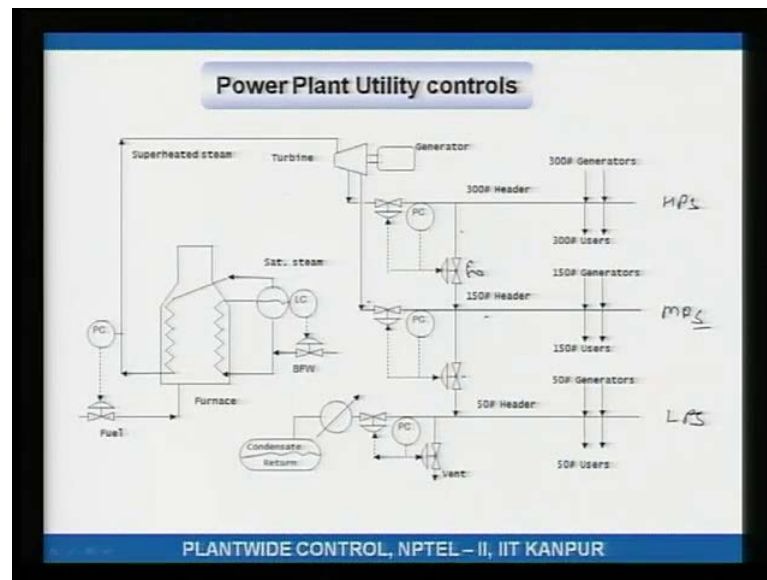 Power Plant Utility controls
Superheated steam
Turbine
Generator
300# Generators
300# Header
HPS
PC
300# Users
Sat. steam
LC
150# Generators
150# Header
MPS
PC
PC
BFW
150# Users
50# Generators
Furnace
50# Header
LPS
Fuel
PC
Condensate
Return
Vent
50# Users
PLANTWIDE CONTROL, NPTEL – II, IIT KANPUR